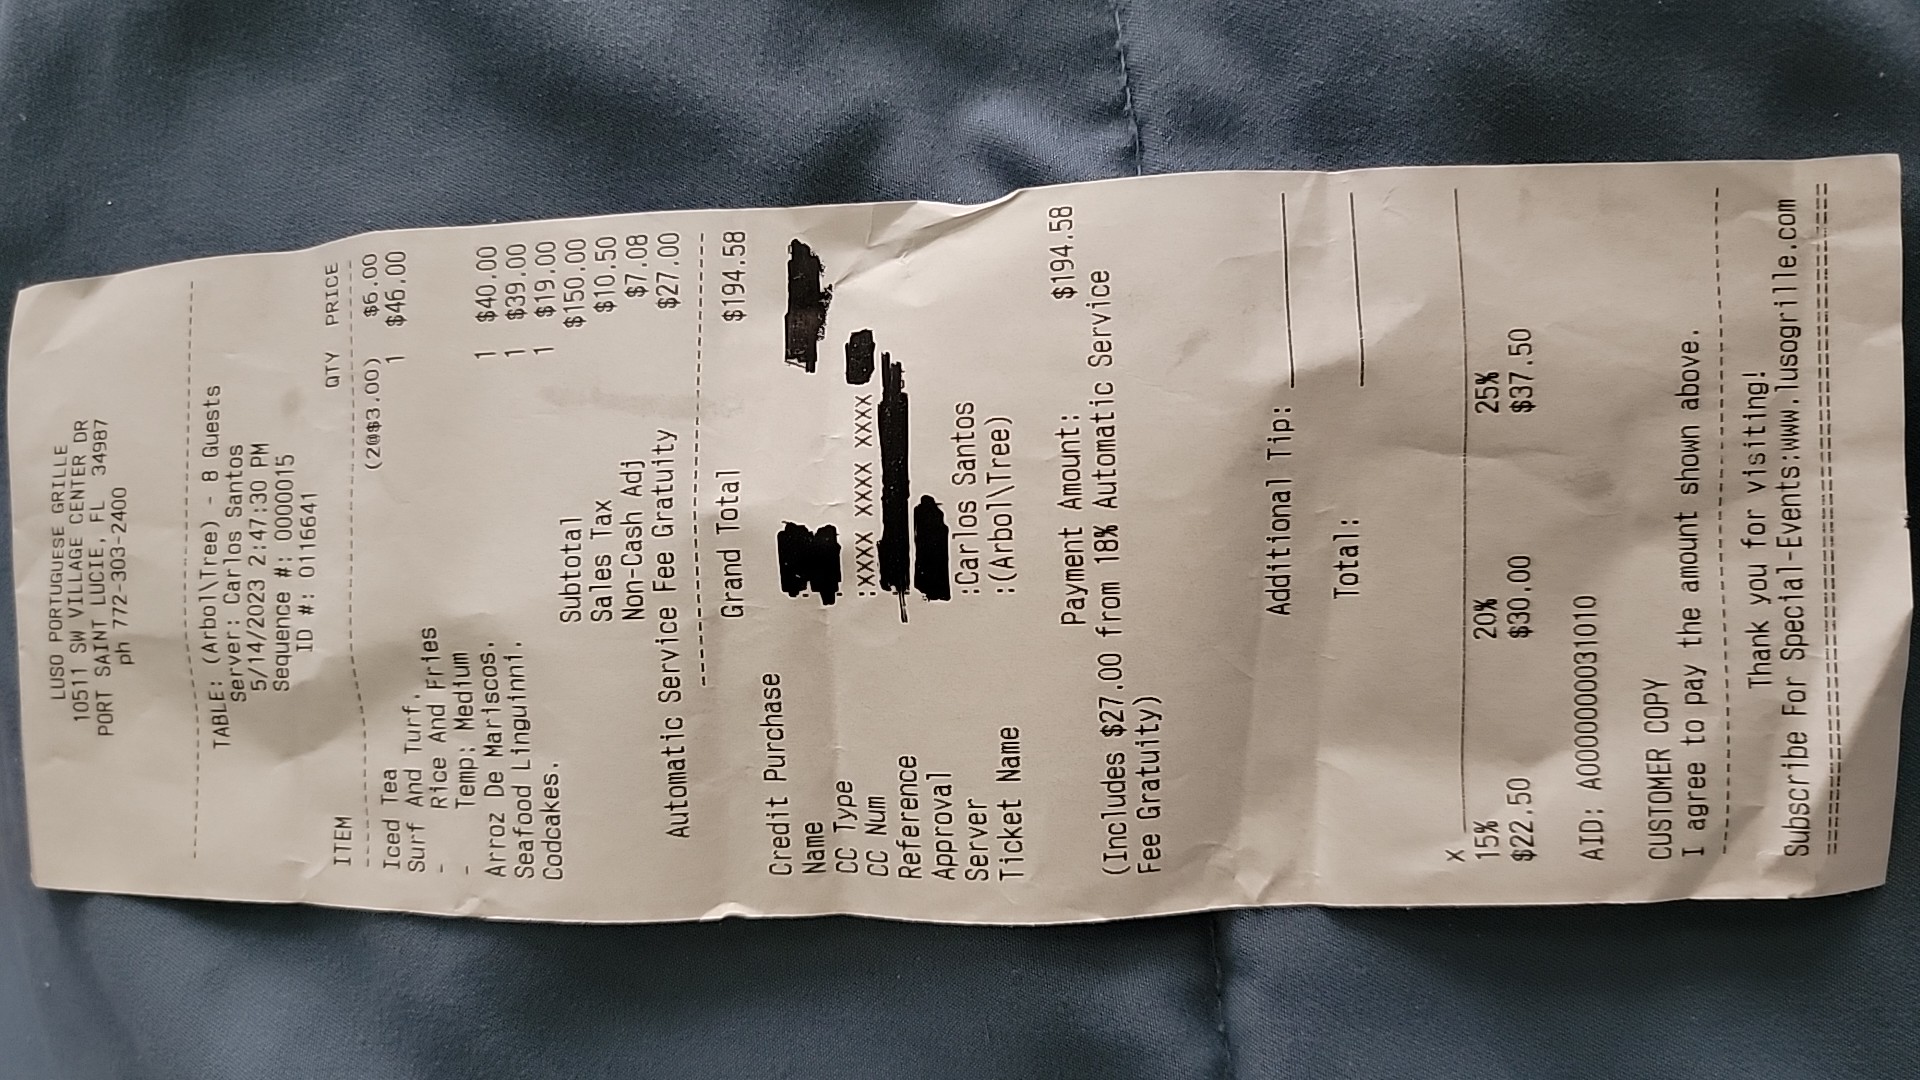 LUSO PORTUGUESE GRILLE
10511 SW VILLAGE CENTER DR
PORT SAINT LUCIE, FL 34987
ph 772-303-2400
TABLE: (Arbol\Tree) - 8 Guests
Server: Carlos Santos
5/14/2023 2:47:30 PM
Sequence #: 0000015
ID #: 0116641
ITEM QTY PRICE
Iced Tea (2@$3.00) $6.00
Surf And Turf. 1 $46.00
- Rice And Fries
- Temp: Medium
Arroz De Mariscos. 1 $40.00
Seafood Linguinni. 1 $39.00
Codcakes. 1 $19.00
Subtotal $150.00
Sales Tax $10.50
Non-Cash Adj $7.08
Automatic Service Fee Gratuity $27.00
Grand Total $194.58
Credit Purchase
Name :
CC Type :
CC Num :XXXX XXXX XXXX
Reference :
Approval :
Server :Carlos Santos
Ticket Name :(Arbol\Tree)
Payment Amount: $194.58
(Includes $27.00 from 18% Automatic Service
Fee Gratuity)
Additional Tip:
Total:
X
15% 20% 25%
$22.50 $30.00 $37.50
AID: A0000000031010
CUSTOMER COPY
I agree to pay the amount shown above.
Thank you for visiting!
Subscribe For Special-Events:www.lusogrille.com